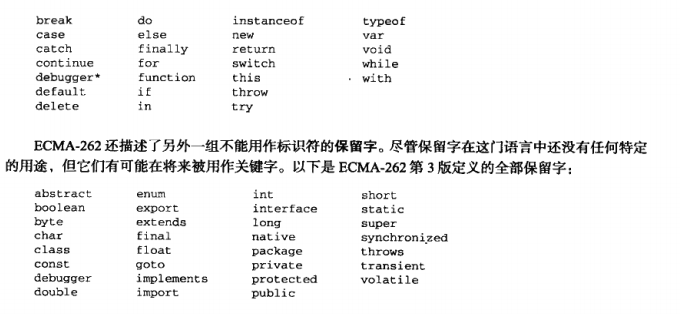 break do instanceof typeof
case else new var
catch finally return void
continue for switch while
debugger* function this with
default if throw
delete in try
ECMA-262 还描述了另外一组不能用作标识符的保留字。尽管保留字在这门语言中还没有任何特定
的用途，但它们有可能在将来被用作关键字。以下是 ECMA-262 第 3 版定义的全部保留字：
abstract enum int short
boolean export interface static
byte extends long super
char final native synchronized
class float package throws
const goto private transient
debugger implements protected volatile
double import public